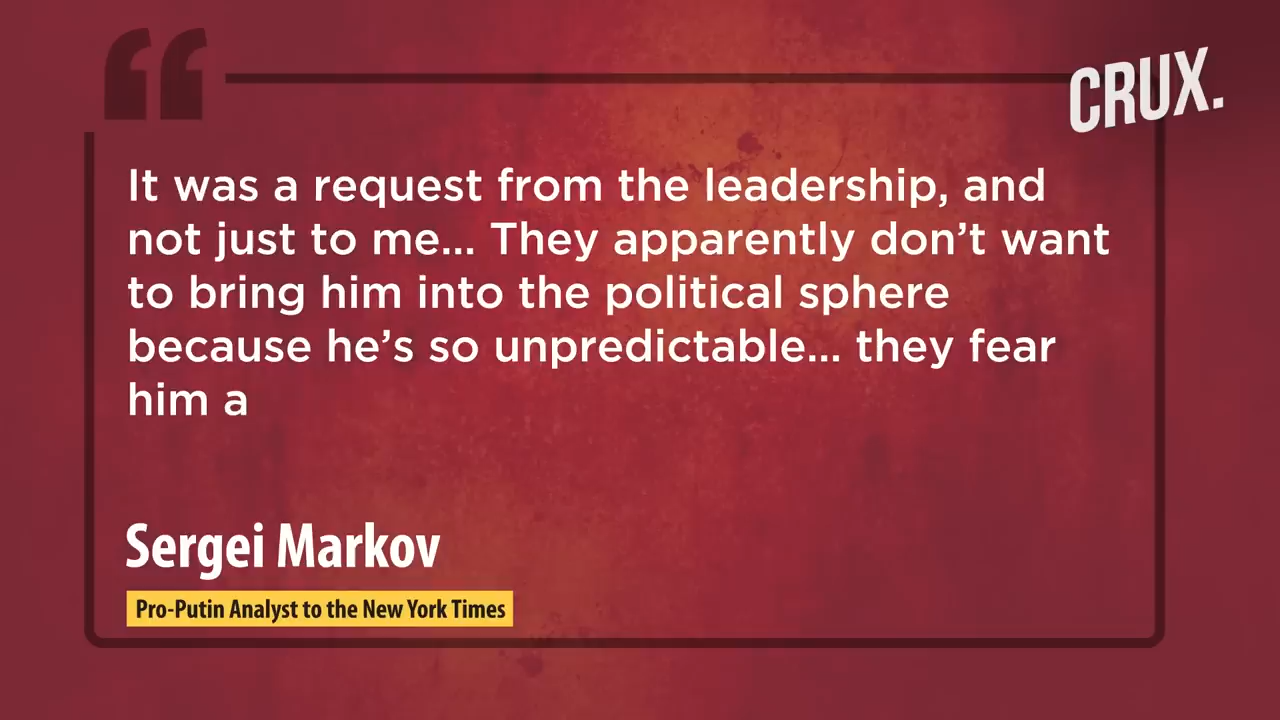 CRUX.
It was a request from the leadership, and
not just to me... They apparently don't want
to bring him into the political sphere
because he's so unpredictable... they fear
him a
Sergei Markov
Pro-Putin Analyst to the New York Times